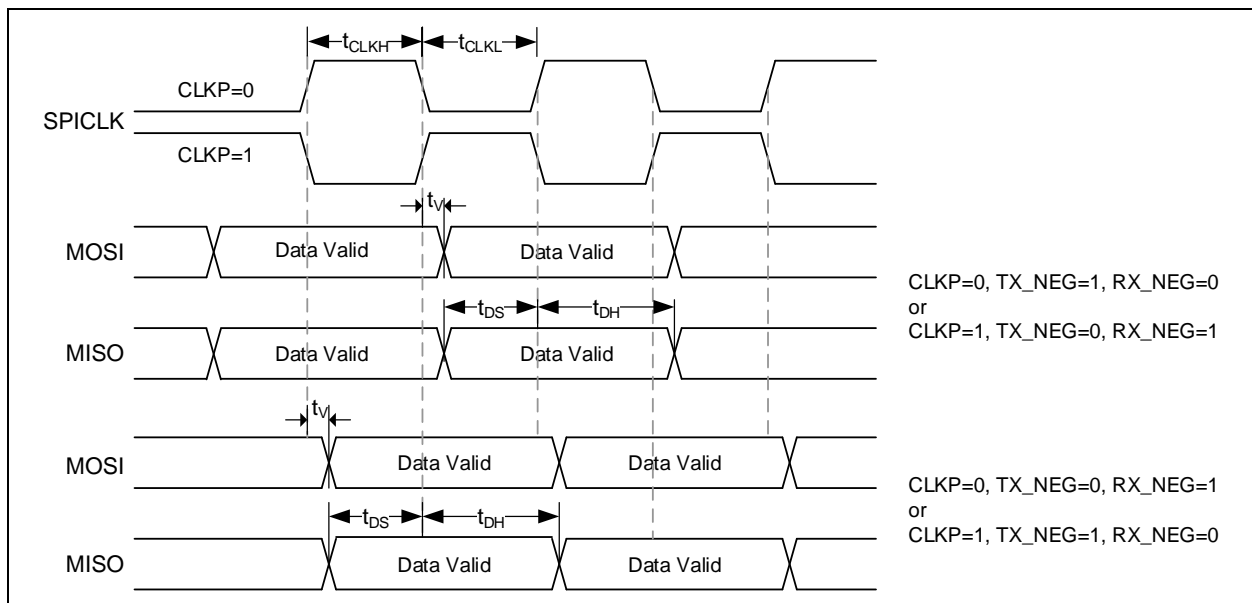 tCLKH
tCLKL
CLKP=0
SPICLK
CLKP=1
tV
MOSI
Data Valid
Data Valid
CLKP=0, TX_NEG=1, RX_NEG=0
or
CLKP=1, TX_NEG=0, RX_NEG=1
tDS
tDH
MISO
Data Valid
Data Valid
tV
MOSI
Data Valid
Data Valid
CLKP=0, TX_NEG=0, RX_NEG=1
or
CLKP=1, TX_NEG=1, RX_NEG=0
tDS
tDH
MISO
Data Valid
Data Valid